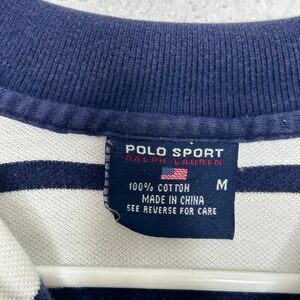 POLO SPORT
RALPH LAUREN
100% COTTON M
MADE IN CHINA
SEE REVERSE FOR CARE